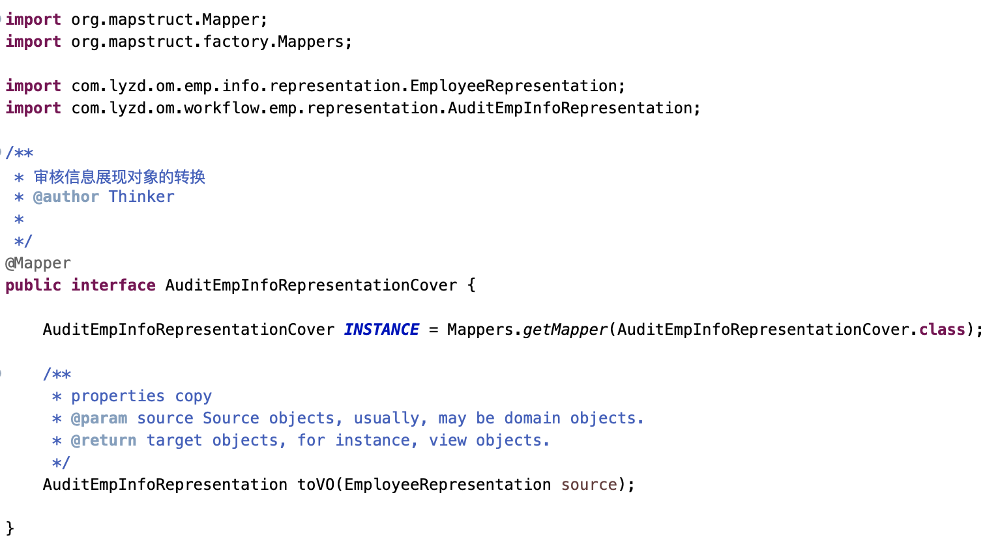 import org.mapstruct.Mapper;
import org.mapstruct.factory.Mappers;
import com.lyzd.om.emp.info.representation.EmployeeRepresentation;
import com.lyzd.om.workflow.emp.representation.AuditEmpInfoRepresentation;
/**
 * 审核信息展现对象的转换
 * @author Thinker
 *
 */
@Mapper
public interface AuditEmpInfoRepresentationCover {
    AuditEmpInfoRepresentationCover INSTANCE = Mappers.getMapper(AuditEmpInfoRepresentationCover.class);
    /**
     * properties copy
     * @param source Source objects, usually, may be domain objects.
     * @return target objects, for instance, view objects.
     */
    AuditEmpInfoRepresentation toVO(EmployeeRepresentation source);
}